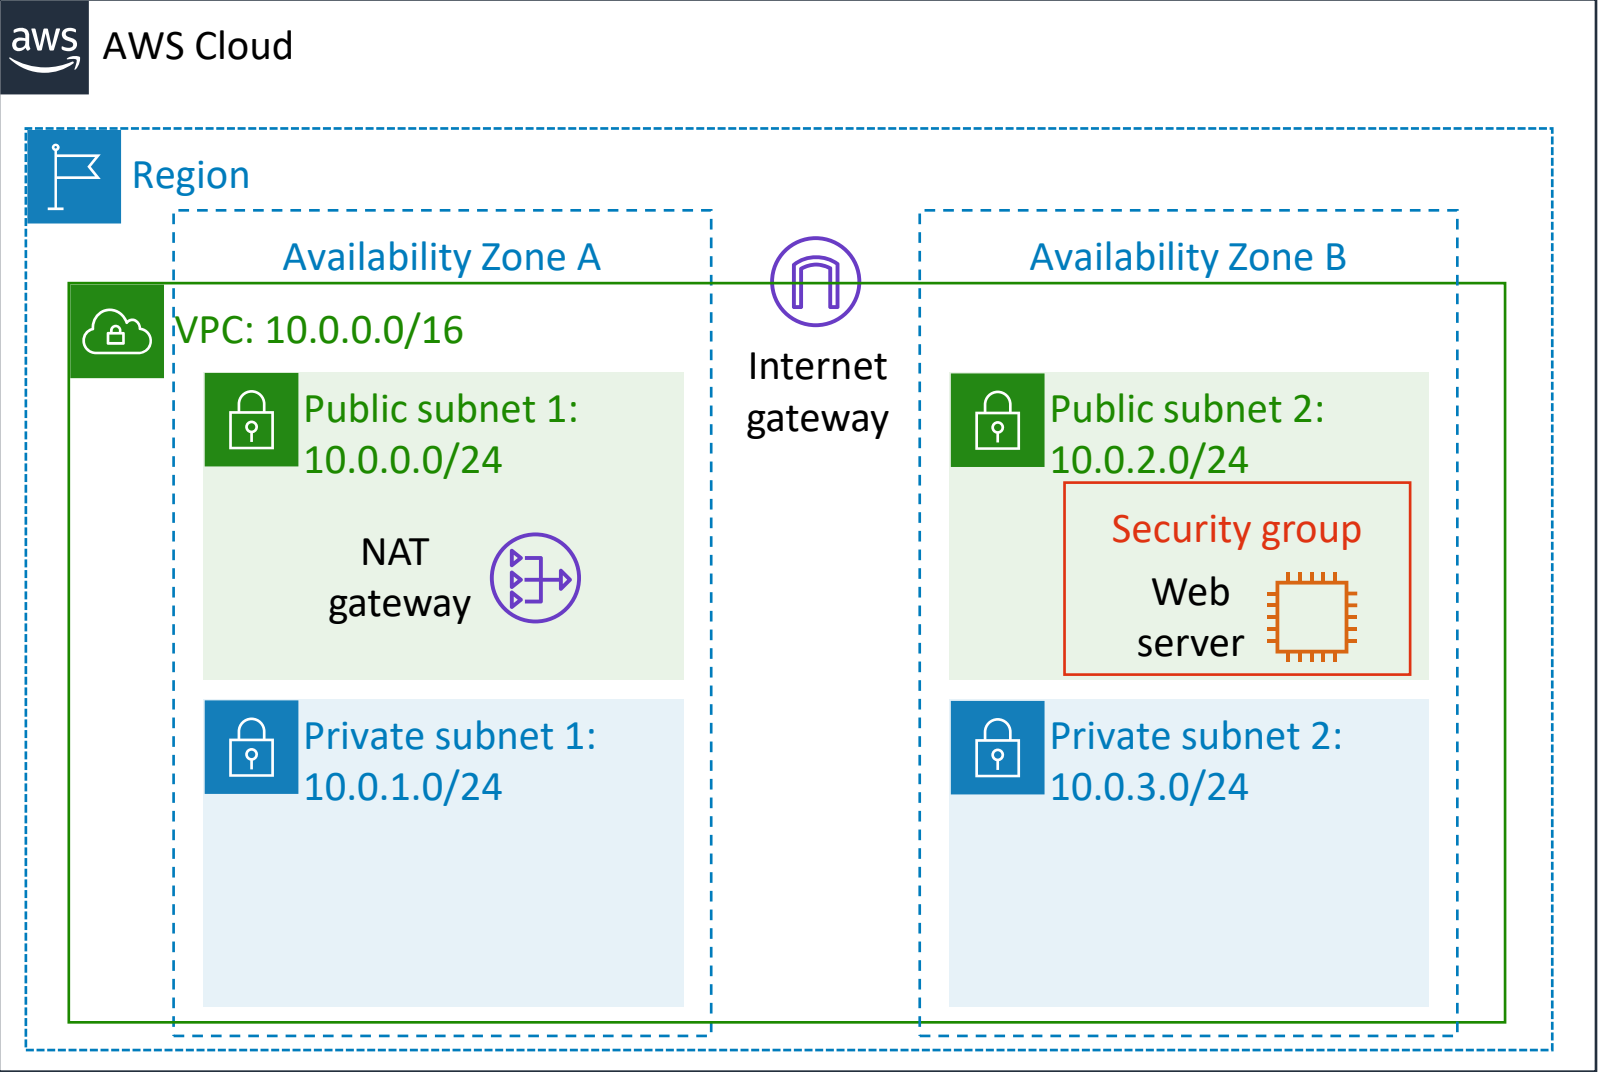 aws
AWS Cloud
Region
Availability Zone A
Availability Zone B
VPC: 10.0.0.0/16
Internet
gateway
Public subnet 1:
10.0.0.0/24
NAT
gateway
Public subnet 2:
10.0.2.0/24
Security group
Web
server
Private subnet 1:
10.0.1.0/24
Private subnet 2:
10.0.3.0/24